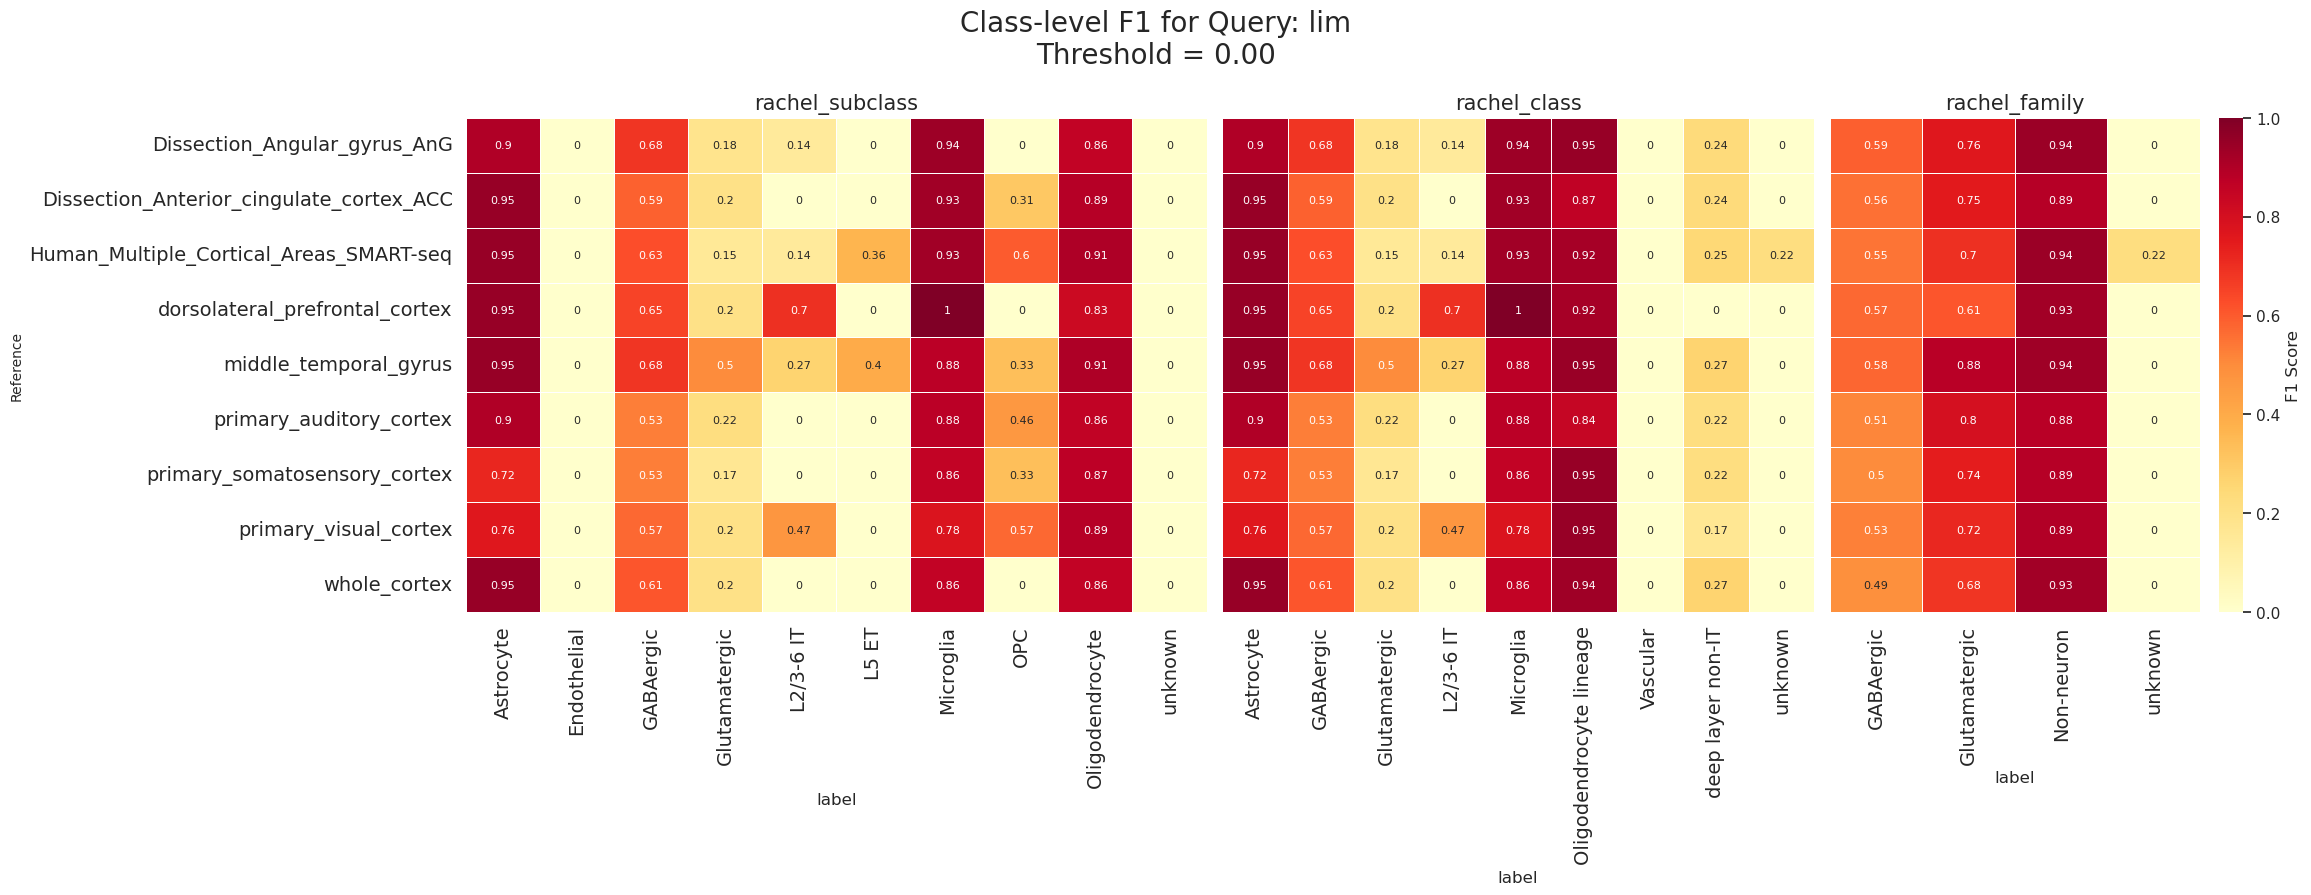 Class-level F1 for Query: lim
Threshold = 0.00
rachel_subclass
rachel_class
rachel_family
Reference
Dissection_Angular_gyrus_AnG 0.9 0 0.68 0.18 0.14 0 0.94 0 0.86 0 0.9 0.68 0.18 0.14 0.94 0.95 0 0.24 0 0.59 0.76 0.94 0
Dissection_Anterior_cingulate_cortex_ACC 0.95 0 0.59 0.2 0 0 0.93 0.31 0.89 0 0.95 0.59 0.2 0 0.93 0.87 0 0.24 0 0.56 0.75 0.89 0
Human_Multiple_Cortical_Areas_SMART-seq 0.95 0 0.63 0.15 0.14 0.36 0.93 0.6 0.91 0 0.95 0.63 0.15 0.14 0.93 0.92 0 0.25 0.22 0.55 0.7 0.94 0.22
dorsolateral_prefrontal_cortex 0.95 0 0.65 0.2 0.7 0 1 0 0.83 0 0.95 0.65 0.2 0.7 1 0.92 0 0 0 0.57 0.61 0.93 0
middle_temporal_gyrus 0.95 0 0.68 0.5 0.27 0.4 0.88 0.33 0.91 0 0.95 0.68 0.5 0.27 0.88 0.95 0 0.27 0 0.58 0.88 0.94 0
primary_auditory_cortex 0.9 0 0.53 0.22 0 0 0.88 0.46 0.86 0 0.9 0.53 0.22 0 0.88 0.84 0 0.22 0 0.51 0.8 0.88 0
primary_somatosensory_cortex 0.72 0 0.53 0.17 0 0 0.86 0.33 0.87 0 0.72 0.53 0.17 0 0.86 0.95 0 0.22 0 0.5 0.74 0.89 0
primary_visual_cortex 0.76 0 0.57 0.2 0.47 0 0.78 0.57 0.89 0 0.76 0.57 0.2 0.47 0.78 0.95 0 0.17 0 0.53 0.72 0.89 0
whole_cortex 0.95 0 0.61 0.2 0 0 0.86 0 0.86 0 0.95 0.61 0.2 0 0.86 0.94 0 0.27 0 0.49 0.68 0.93 0
Astrocyte
Endothelial
GABAergic
Glutamatergic
L2/3-6 IT
L5 ET
Microglia
OPC
Oligodendrocyte
unknown
label
Astrocyte
GABAergic
Glutamatergic
L2/3-6 IT
Microglia
Oligodendrocyte lineage
Vascular
deep layer non-IT
unknown
label
GABAergic
Glutamatergic
Non-neuron
unknown
label
1.0
0.8
0.6
0.4
0.2
0.0
F1 Score